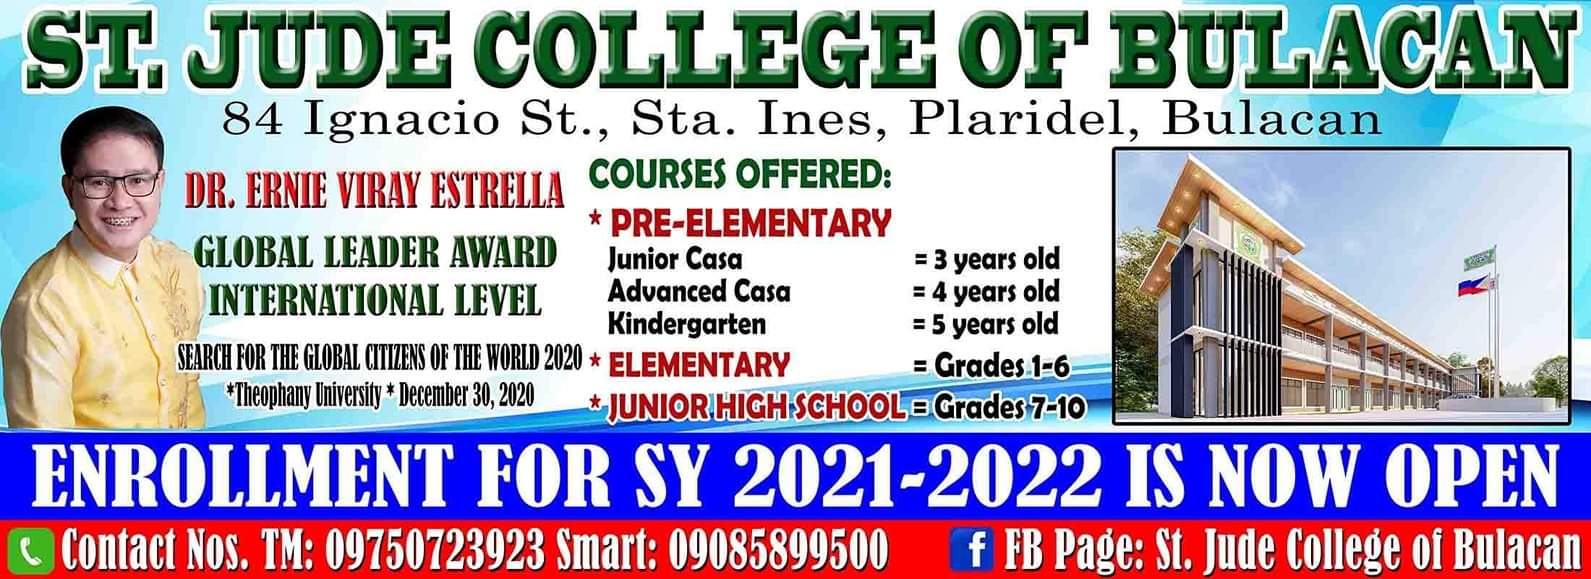 ST. JUDE COLLEGE OF BULACAN
84 Ignacio St., Sta. Ines, Plaridel, Bulacan
DR. ERNIE VIRAY ESTRELLA
GLOBAL LEADER AWARD
INTERNATIONAL LEVEL
SEARCH FOR THE GLOBAL CITIZENS OF THE WORLD 2020
*Theophany University * December 30, 2020
COURSES OFFERED:
* PRE-ELEMENTARY
Junior Casa = 3 years old
Advanced Casa = 4 years old
Kindergarten = 5 years old
* ELEMENTARY = Grades 1-6
* JUNIOR HIGH SCHOOL = Grades 7-10
ENROLLMENT FOR SY 2021-2022 IS NOW OPEN
Contact Nos. TM: 09750723923 Smart: 09085899500
f FB Page: St. Jude College of Bulacan